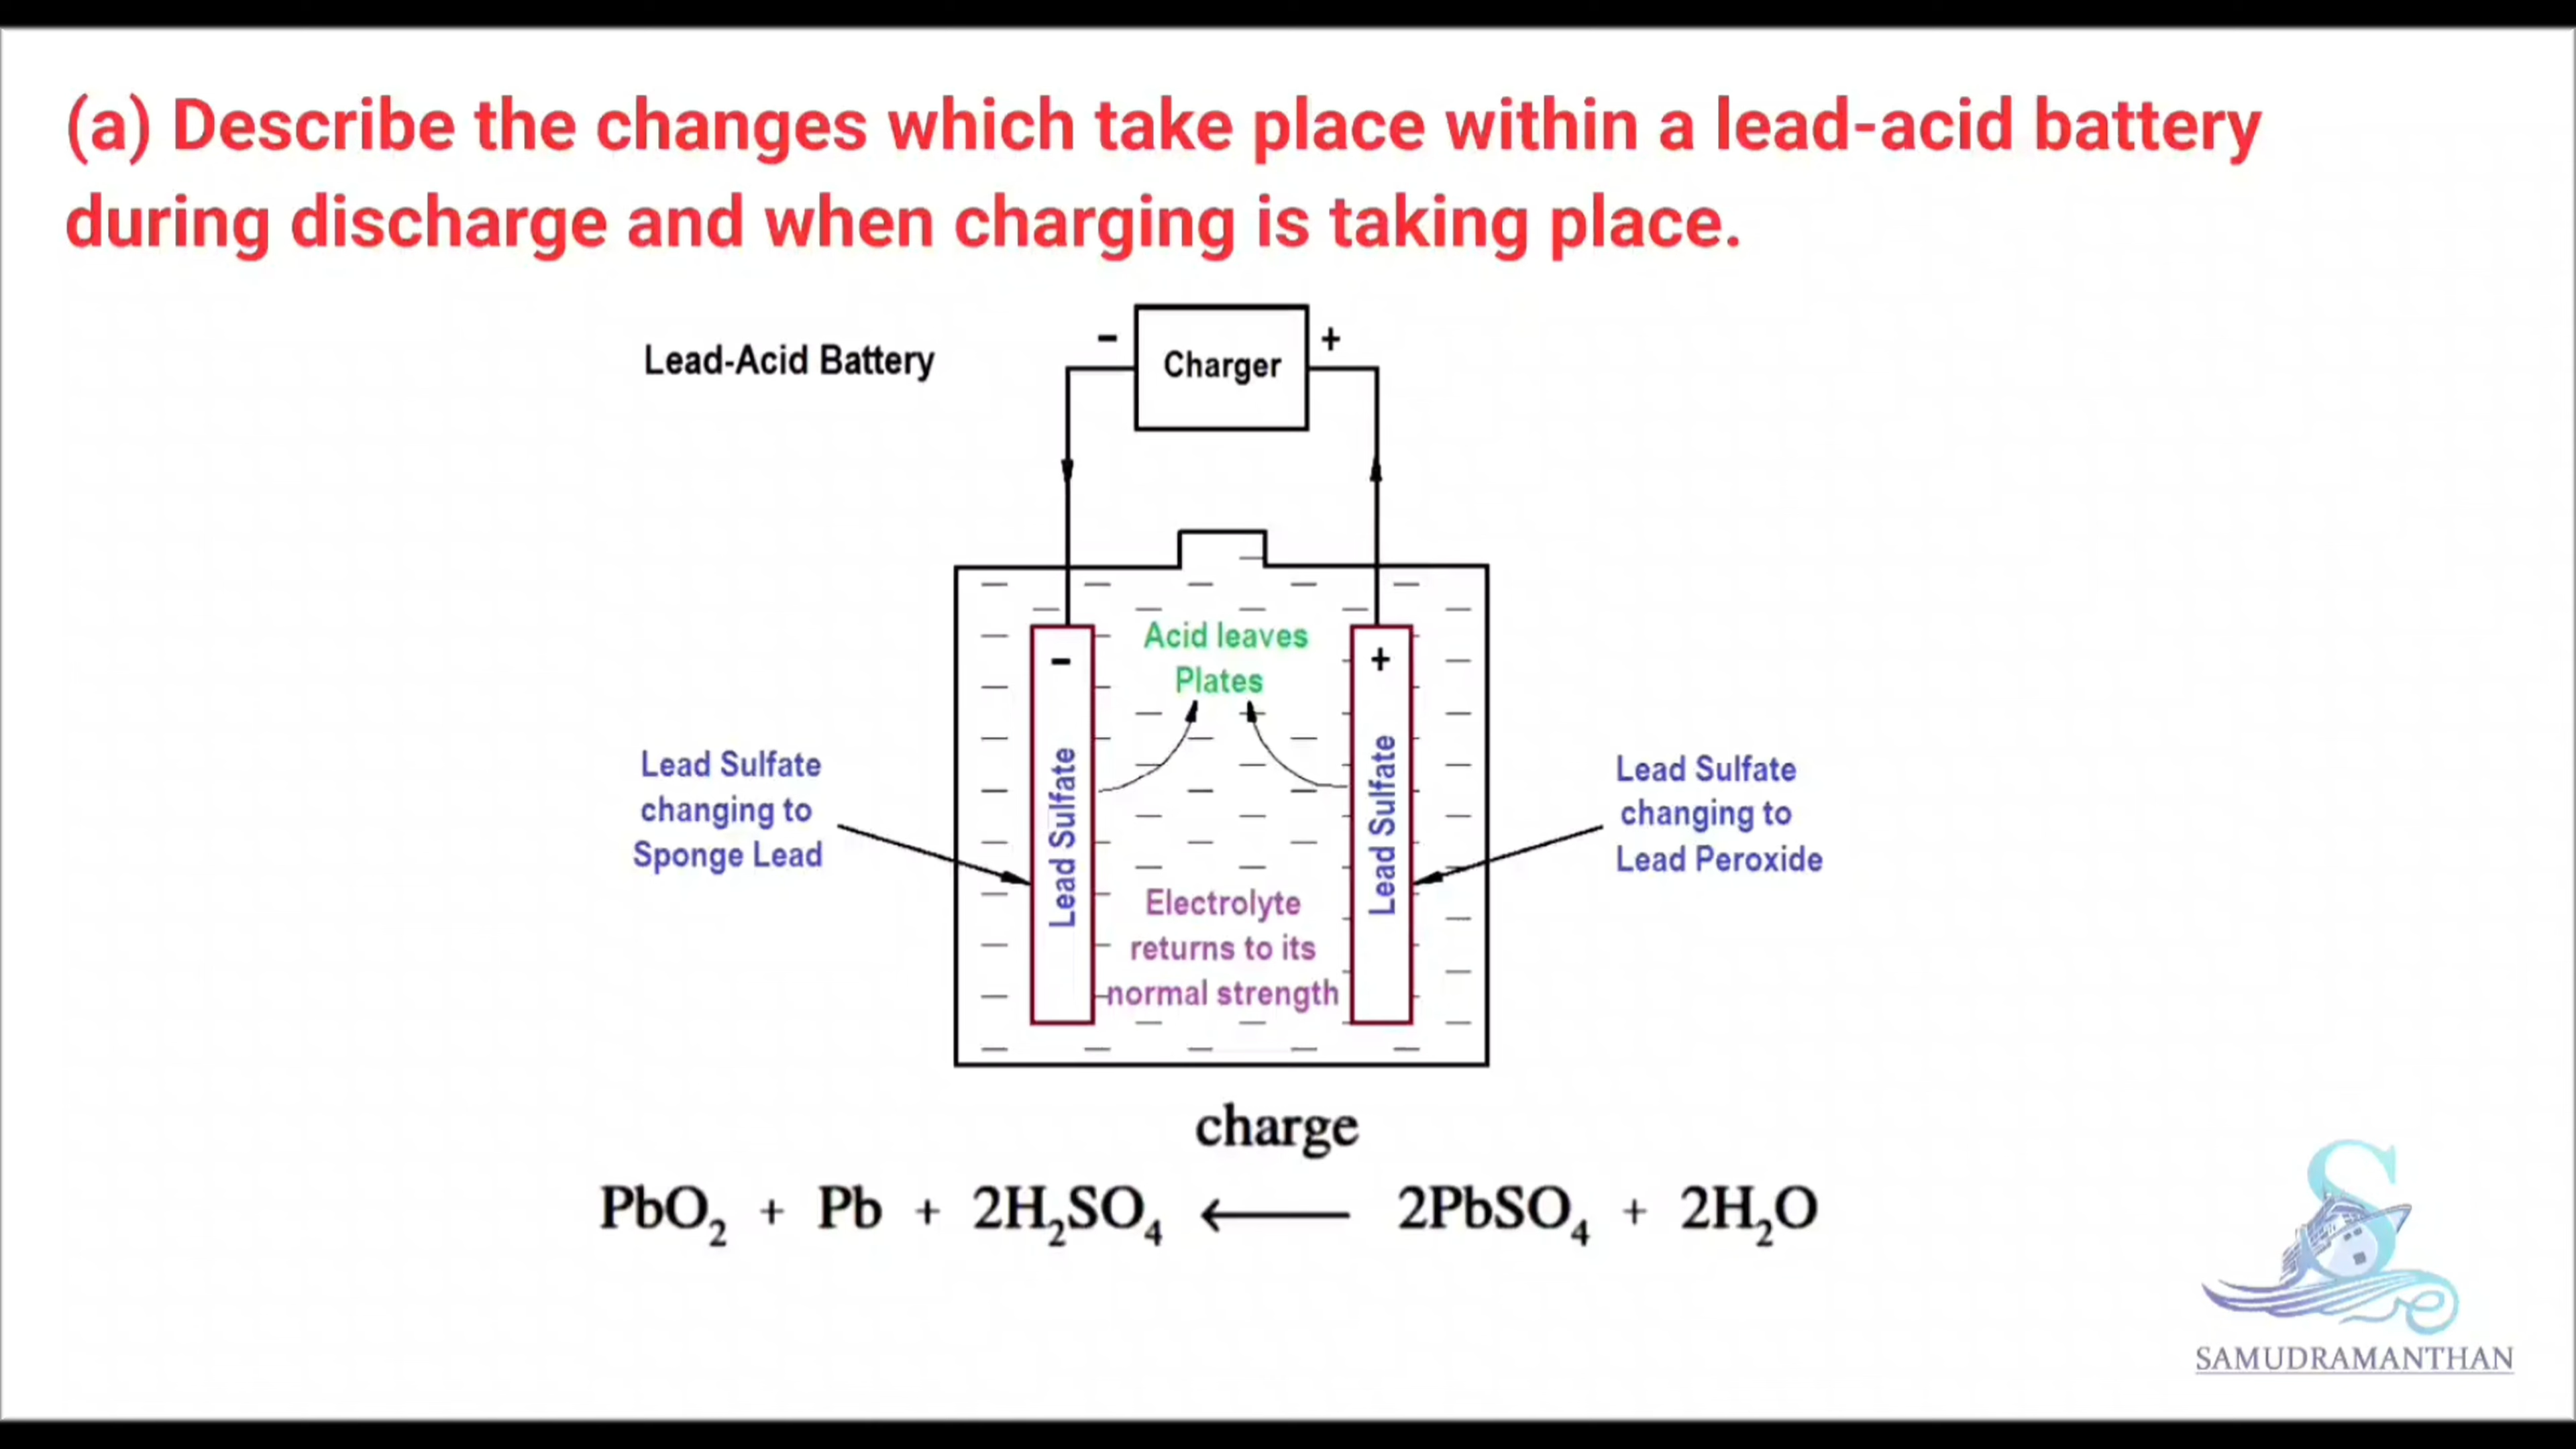 (a) Describe the changes which take place within a lead-acid battery
during discharge and when charging is taking place.
Lead-Acid Battery
−
Charger
+
−
+
Acid leaves
Plates
Lead Sulfate
changing to
Sponge Lead
Lead Sulfate
Lead Sulfate
Lead Sulfate
changing to
Lead Peroxide
Electrolyte
returns to its
normal strength
charge
PbO₂ + Pb + 2H₂SO₄ ⟵ 2PbSO₄ + 2H₂O
SAMUDRAMANTHAN